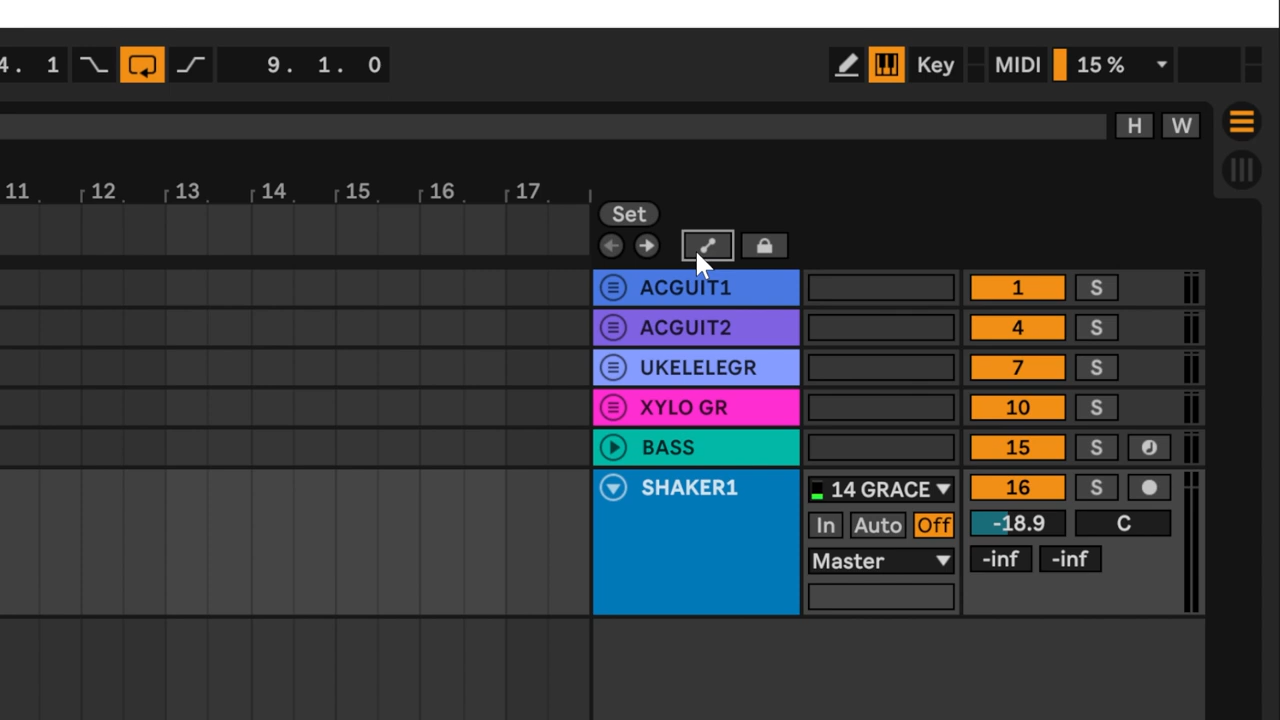 4. 1 9. 1. 0 Key MIDI 15 %
H W
11 12 13 14 15 16 17
Set
ACGUIT1 1 S
ACGUIT2 4 S
UKELELEGR 7 S
XYLO GR 10 S
BASS 15 S
SHAKER1 14 GRACE 16 S
In Auto Off -18.9 C
Master -inf -inf